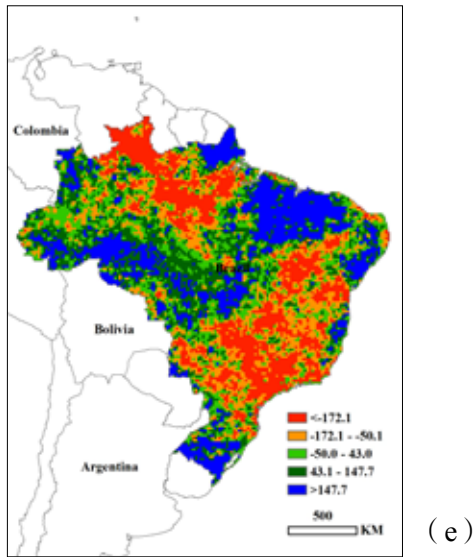 Colombia
Brazil
Bolivia
Argentina
<-172.1
-172.1 - -50.1
-50.0 - 43.0
43.1 - 147.7
>147.7
500
KM
(e)